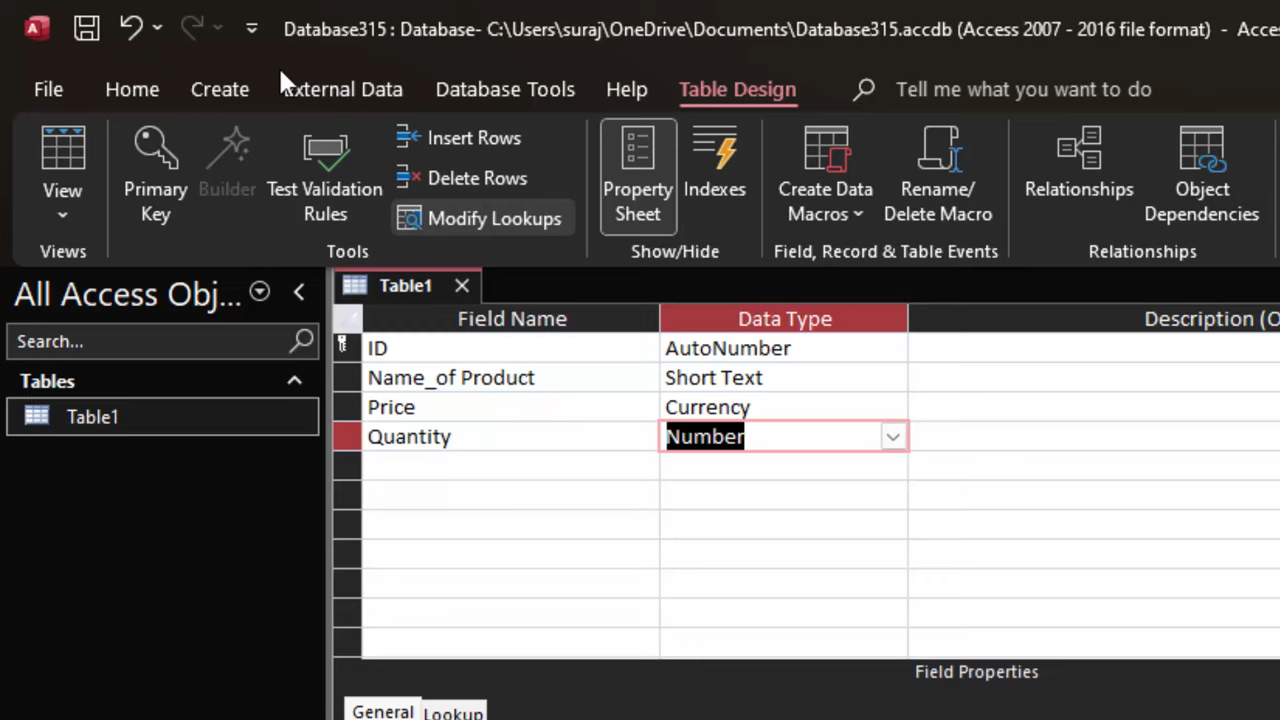 Database315 : Database- C:\Users\suraj\OneDrive\Documents\Database315.accdb (Access 2007 - 2016 file format) -
File Home Create External Data Database Tools Help Table Design Tell me what you want to do
View
Primary Key
Builder
Test Validation Rules
Insert Rows
Delete Rows
Modify Lookups
Property Sheet
Indexes
Create Data Macros
Rename/ Delete Macro
Relationships
Object Dependencies
Views Tools Show/Hide Field, Record & Table Events Relationships
All Access Obj...
Search...
Tables
Table1
Table1
Field Name Data Type Description
ID AutoNumber
Name_of Product Short Text
Price Currency
Quantity Number
Field Properties
General Lookup